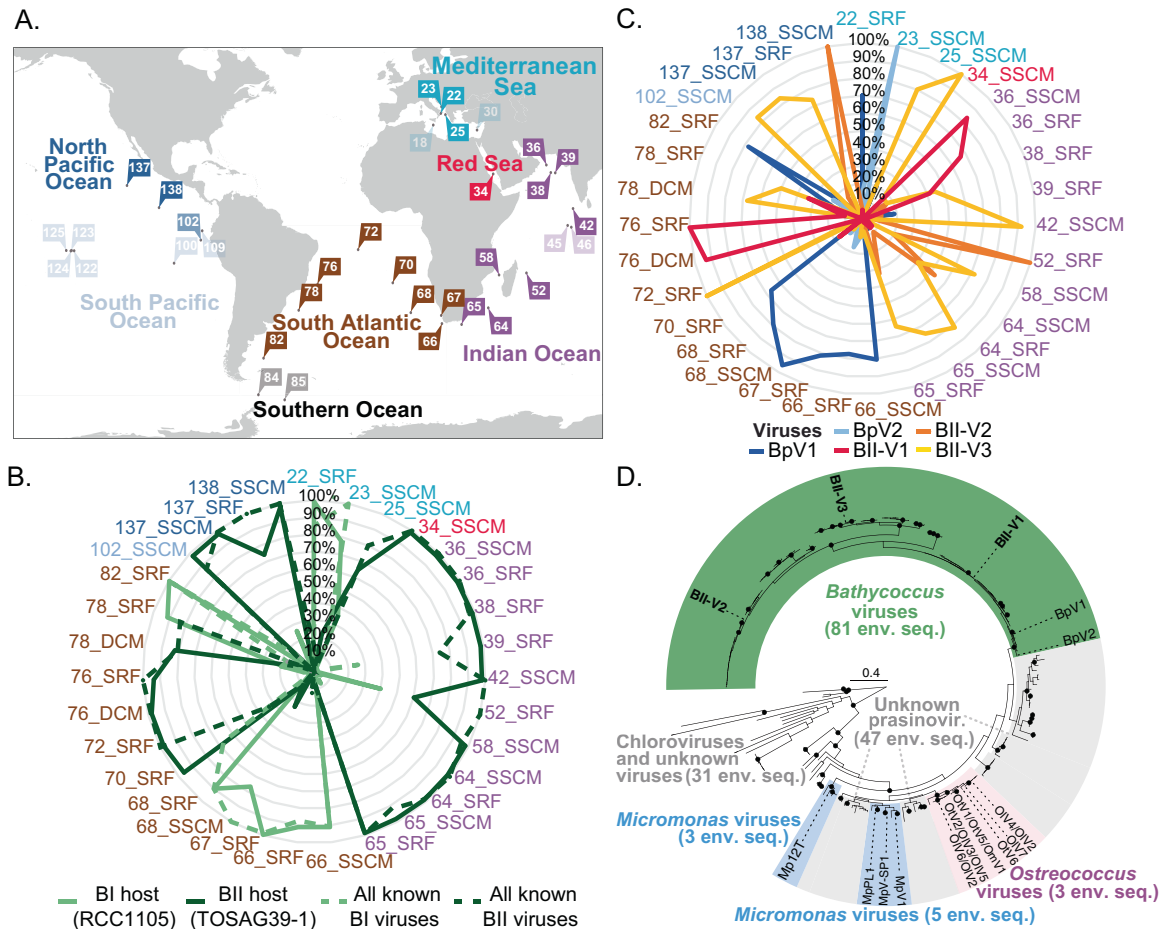 A.
Mediterranean
Sea
23
22
30
18
25
North
Pacific
Ocean
137
138
Red Sea
34
36
39
38
42
45
46
125
123
124
122
102
100
109
South Pacific
Ocean
72
76
78
70
68
67
66
South Atlantic
Ocean
58
52
65
64
Indian Ocean
82
84
85
Southern Ocean
B.
22_SRF
23_SSCM
25_SSCM
34_SSCM
36_SSCM
36_SRF
38_SRF
39_SRF
42_SSCM
52_SRF
58_SSCM
64_SSCM
64_SRF
65_SSCM
65_SRF
66_SSCM
66_SRF
67_SRF
68_SSCM
68_SRF
70_SRF
72_SRF
76_DCM
76_SRF
78_DCM
78_SRF
82_SRF
102_SSCM
137_SSCM
137_SRF
138_SSCM
100%
90%
80%
70%
60%
50%
40%
30%
20%
10%
BI host
(RCC1105)
BII host
(TOSAG39-1)
All known
BI viruses
All known
BII viruses
C.
22_SRF
23_SSCM
25_SSCM
34_SSCM
36_SSCM
36_SRF
38_SRF
39_SRF
42_SSCM
52_SRF
58_SSCM
64_SSCM
64_SRF
65_SSCM
65_SRF
66_SSCM
66_SRF
67_SRF
68_SSCM
68_SRF
70_SRF
72_SRF
76_DCM
76_SRF
78_DCM
78_SRF
82_SRF
102_SSCM
137_SSCM
137_SRF
138_SSCM
100%
90%
80%
70%
60%
50%
40%
30%
20%
10%
Viruses
BpV2
BII-V2
BpV1
BII-V1
BII-V3
D.
BII-V3
BII-V1
BII-V2
BpV1
BpV2
Bathycoccus
viruses
(81 env. seq.)
0.4
Unknown
prasinovir.
(47 env. seq.)
Chloroviruses
and unknown
viruses (31 env. seq.)
Micromonas viruses
(3 env. seq.)
Mp12T
MpPL1
MpV-SP1
MpV1
Micromonas viruses (5 env. seq.)
OlV6/OlV2
OtV2/OlV3/OlV5
OtV1/OtV5/OmV1
OtV6
OlV7
OlV4/OlV2
Ostreococcus
viruses (3 env. seq.)